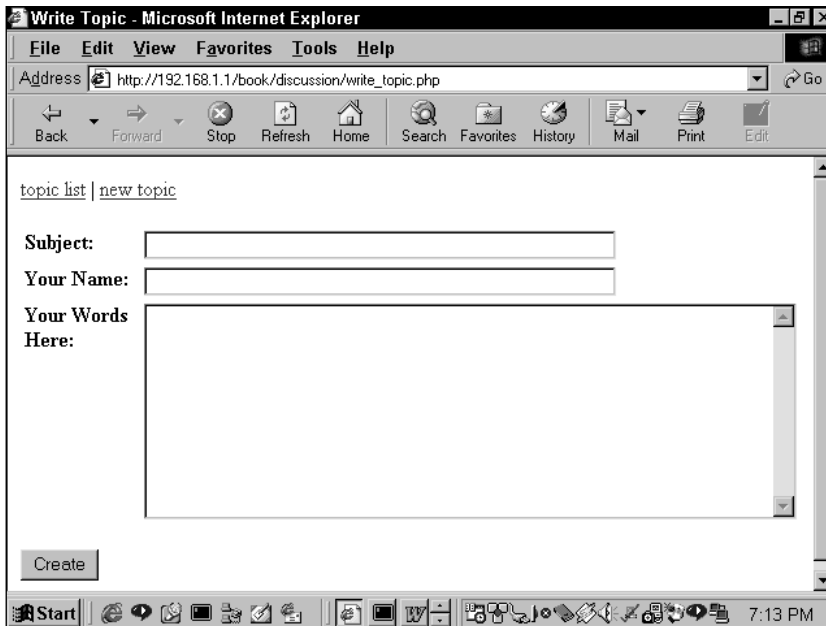 Write Topic - Microsoft Internet Explorer
File Edit View Favorites Tools Help
Address http://192.168.1.1/book/discussion/write_topic.php Go
Back Forward Stop Refresh Home Search Favorites History Mail Print Edit
topic list | new topic
Subject:
Your Name:
Your Words
Here:
Create
Start W 7:13 PM